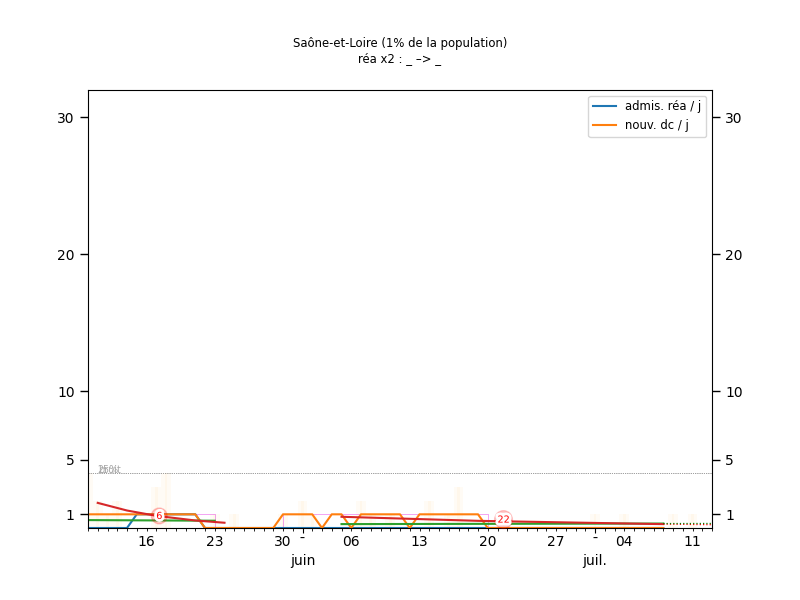 Saône-et-Loire (1% de la population)
réa x2 : _ –> _
admis. réa / j
nouv. dc / j
30 30
20 20
10 10
5 5
1 1
6
22
16 23 30 - 06 13 20 27 - 04 11
juin juil.